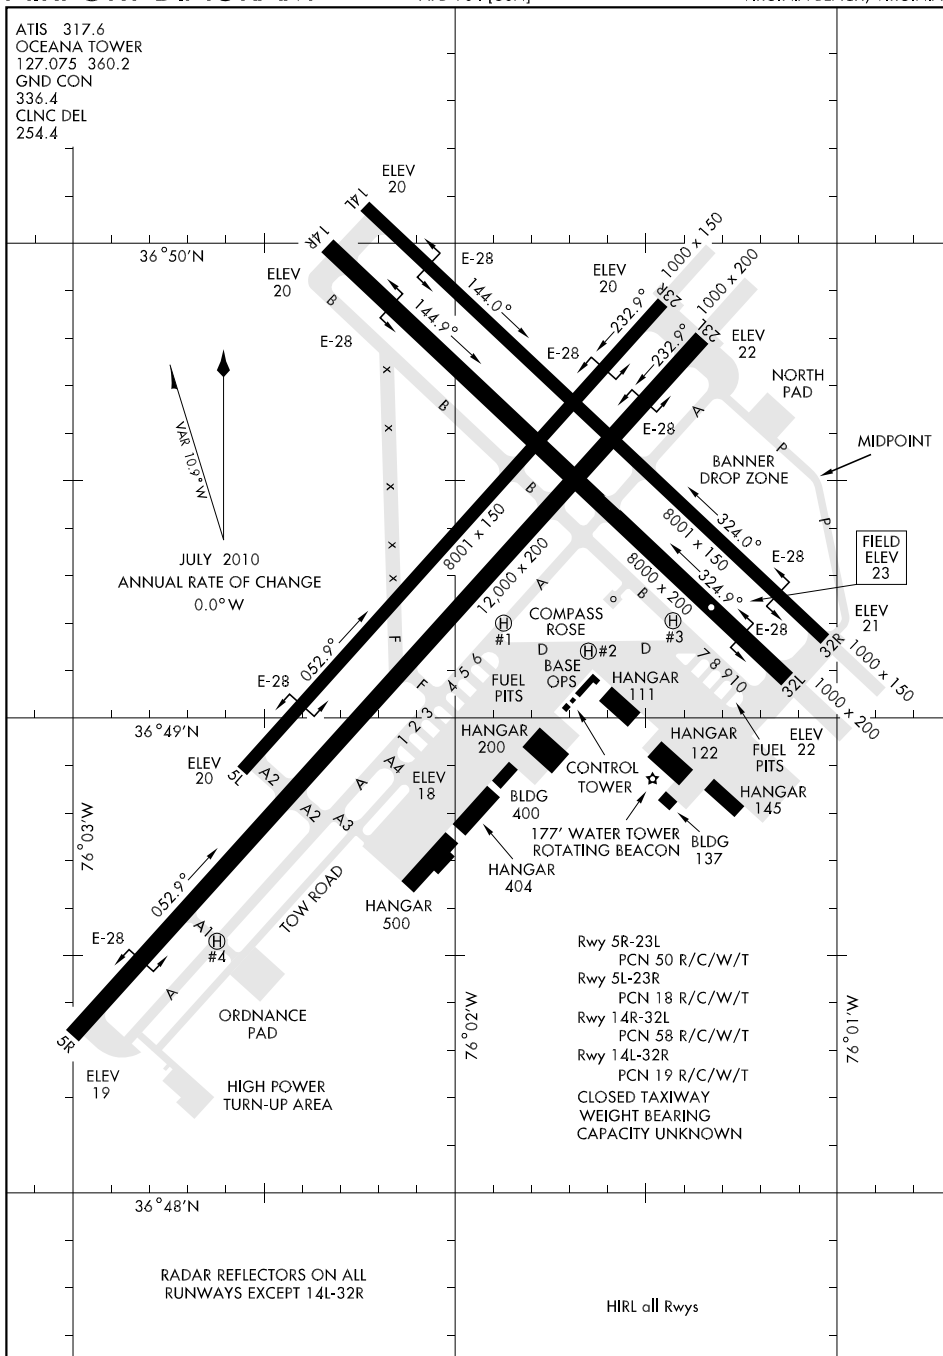 ATIS 317.6
OCEANA TOWER
127.075 360.2
GND CON
336.4
CLNC DEL
254.4
ELEV
20
14L
14R
36°50'N
ELEV
20
E-28
144.0°
ELEV
20
1000 x 150
23R
1000 x 200
23L
232.9°
232.9°
ELEV
22
B
144.9°
E-28
E-28
E-28
NORTH
PAD
VAR 10.9° W
x
B
A
P
MIDPOINT
BANNER
DROP ZONE
x
x
B
P
324.0°
8001 x 150
8001 x 150
12,000 x 200
8000 x 200
324.9°
E-28
FIELD
ELEV
23
JULY 2010
ANNUAL RATE OF CHANGE
0.0° W
x
x
A
B
COMPASS
ROSE
H
#1
H
#2
H
#3
D
D
E-28
ELEV
21
32R
32L
1000 x 150
1000 x 200
052.9°
E-28
F
F
1 2 3 4 5 6
7 8 9 10
FUEL
PITS
BASE
OPS
HANGAR
111
36°49'N
ELEV
20
5L
A2
A2
A3
A
A4
ELEV
18
HANGAR
200
CONTROL
TOWER
HANGAR
122
FUEL
PITS
ELEV
22
HANGAR
145
BLDG
400
177' WATER TOWER
ROTATING BEACON
BLDG
137
HANGAR
404
76°03'W
TOW ROAD
HANGAR
500
052.9°
E-28
A1
H
#4
A
ORDNANCE
PAD
5R
ELEV
19
HIGH POWER
TURN-UP AREA
76°02'W
76°01'W
Rwy 5R-23L
PCN 50 R/C/W/T
Rwy 5L-23R
PCN 18 R/C/W/T
Rwy 14R-32L
PCN 58 R/C/W/T
Rwy 14L-32R
PCN 19 R/C/W/T
CLOSED TAXIWAY
WEIGHT BEARING
CAPACITY UNKNOWN
36°48'N
RADAR REFLECTORS ON ALL
RUNWAYS EXCEPT 14L-32R
HIRL all Rwys